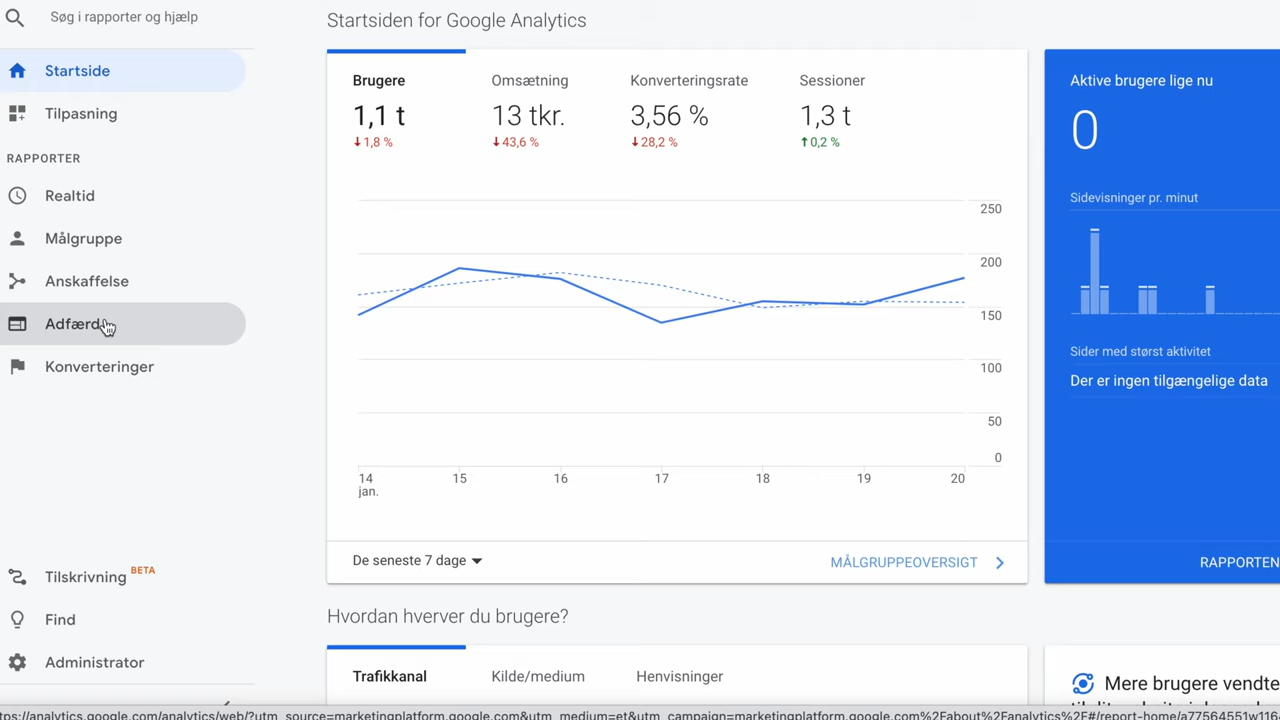 Søg i rapporter og hjælp
Startside
Tilpasning
RAPPORTER
Realtid
Målgruppe
Anskaffelse
Adfærd
Konverteringer
Tilskrivning BETA
Find
Administrator
Startsiden for Google Analytics
Brugere
1,1 t
1,8 %
Omsætning
13 tkr.
43,6 %
Konverteringsrate
3,56 %
28,2 %
Sessioner
1,3 t
0,2 %
250
200
150
100
50
0
14 15 16 17 18 19 20
jan.
De seneste 7 dage
MÅLGRUPPEOVERSIGT
Aktive brugere lige nu
0
Sidevisninger pr. minut
Sider med størst aktivitet
Der er ingen tilgængelige data
RAPPORTEN
Hvordan hverver du brugere?
Trafikkanal
Kilde/medium
Henvisninger
Mere brugere vendte